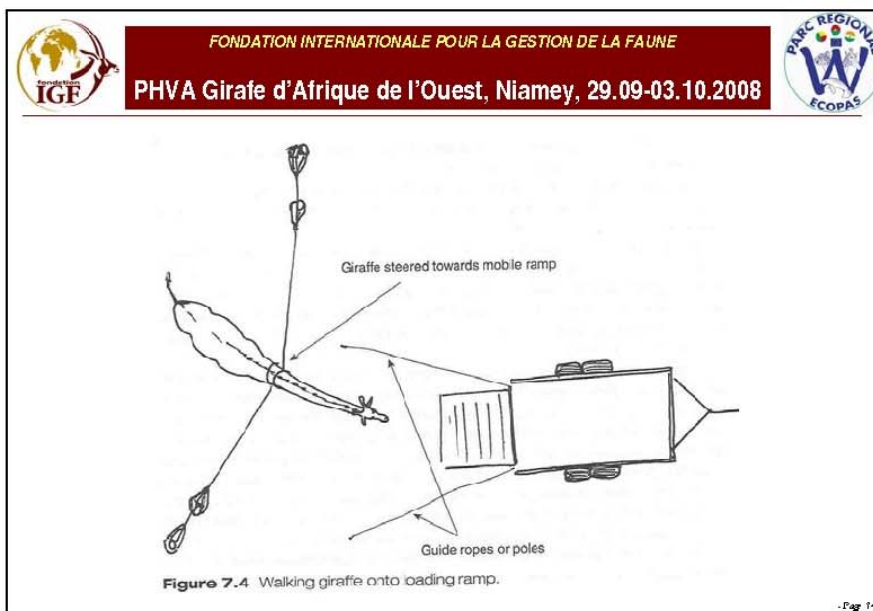 FONDATION INTERNATIONALE POUR LA GESTION DE LA FAUNE
PHVA Girafe d'Afrique de l'Ouest, Niamey, 29.09-03.10.2008
fondation
IGF
PARC REGIONAL
W
ECOPAS
Giraffe steered towards mobile ramp
Guide ropes or poles
Figure 7.4 Walking giraffe onto loading ramp.